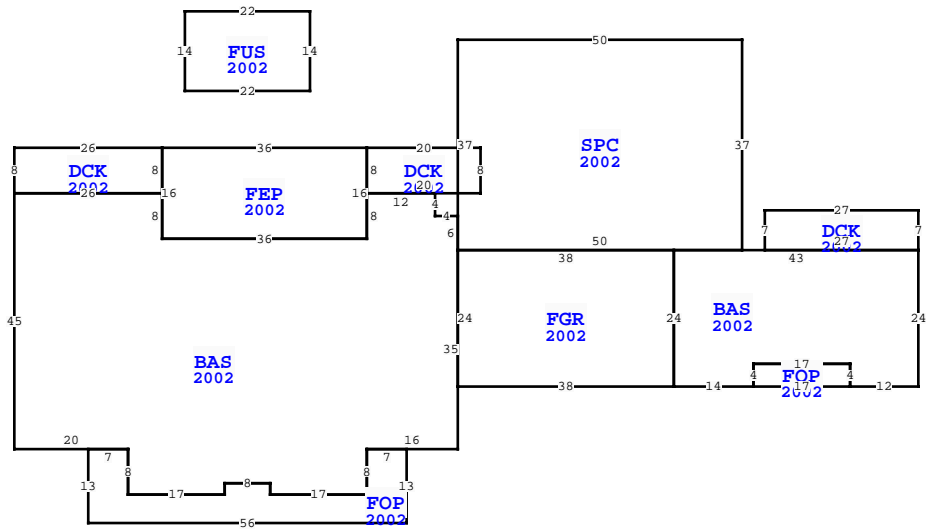 22
14 FUS 14
2002
22
50
37 SPC 37
2002
26 36 20
8 DCK 8 8 DCK 8
2002 2002
26 16 FEP 16 20
2002 12 4
8 8 4
36 6
27
7 DCK 7
2002
27
50
38 43
45 BAS 35
2002
24 FGR 24 BAS 24
2002 2002
17
4 FOP 4
2002
38 14 17 12
20 16
7 7
8 8
13 13
8
17 17
FOP
2002
56